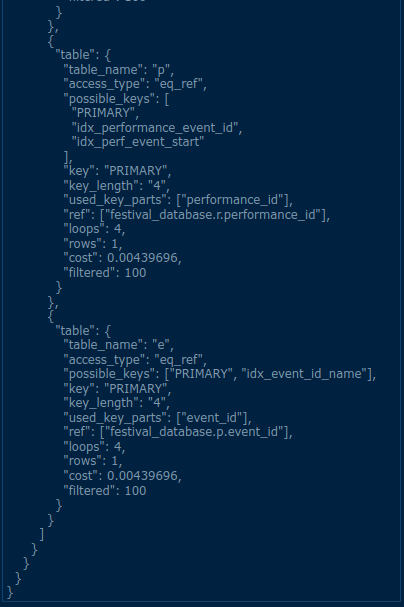 }
},
{
"table": {
"table_name": "p",
"access_type": "eq_ref",
"possible_keys": [
"PRIMARY",
"idx_performance_event_id",
"idx_perf_event_start"
],
"key": "PRIMARY",
"key_length": "4",
"used_key_parts": ["performance_id"],
"ref": ["festival_database.r.performance_id"],
"loops": 4,
"rows": 1,
"cost": 0.00439696,
"filtered": 100
}
},
{
"table": {
"table_name": "e",
"access_type": "eq_ref",
"possible_keys": ["PRIMARY", "idx_event_id_name"],
"key": "PRIMARY",
"key_length": "4",
"used_key_parts": ["event_id"],
"ref": ["festival_database.p.event_id"],
"loops": 4,
"rows": 1,
"cost": 0.00439696,
"filtered": 100
}
}
]
}
}
}
}